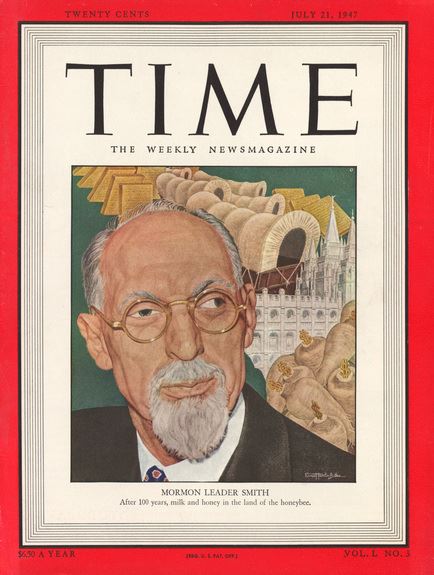 TWENTY CENTS JULY 21, 1947
TIME
THE WEEKLY NEWSMAGAZINE
MORMON LEADER SMITH
After 100 years, milk and honey in the land of the honeybee.
$6.50 A YEAR (REG. U. S. PAT. OFF.) VOL. L NO. 3